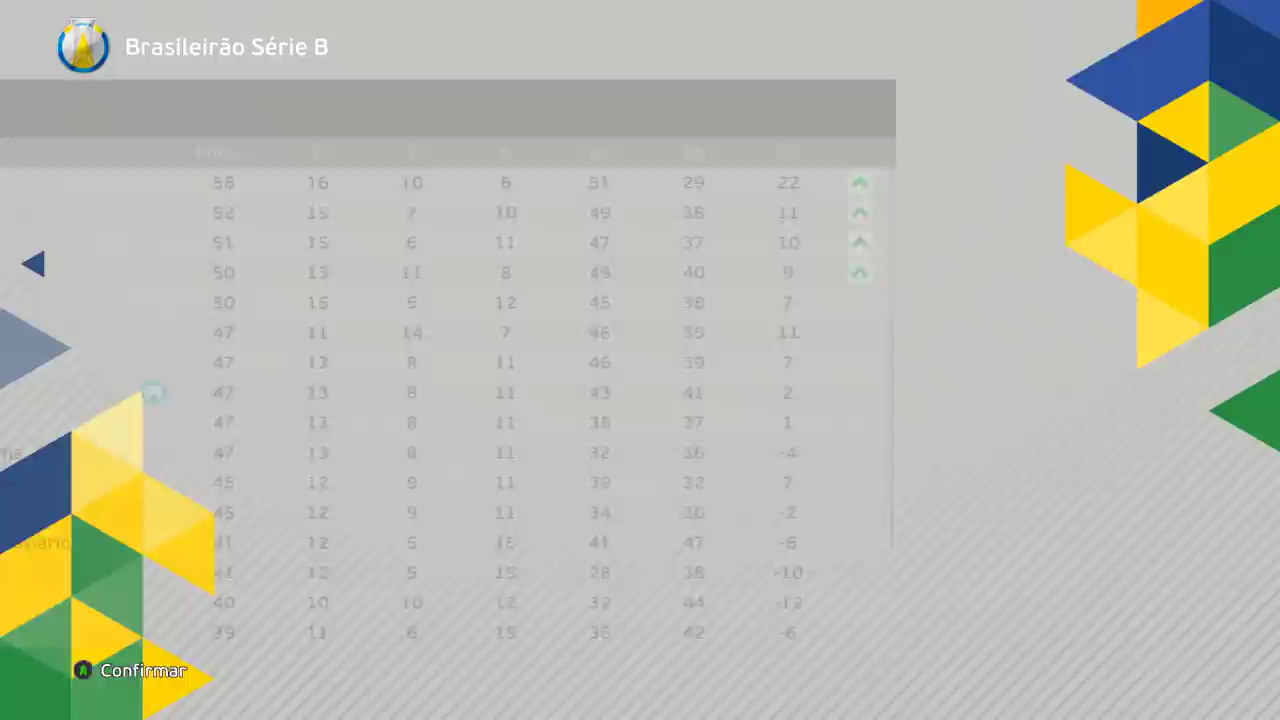 Brasileirão Série B
58 16 10 6 51 29 22
52 15 7 10 49 38 11
51 15 6 11 47 37 10
50 13 11 8 49 40 9
50 15 5 12 45 38 7
47 11 14 7 46 35 11
47 13 8 11 46 39 7
47 13 8 11 43 41 2
47 13 8 11 38 37 1
47 13 8 11 32 36 -4
45 12 9 11 39 32 7
45 12 9 11 34 36 -2
41 12 5 15 41 47 -6
41 12 5 15 28 38 -10
40 10 10 12 32 44 -12
39 11 6 15 36 42 -6
Confirmar